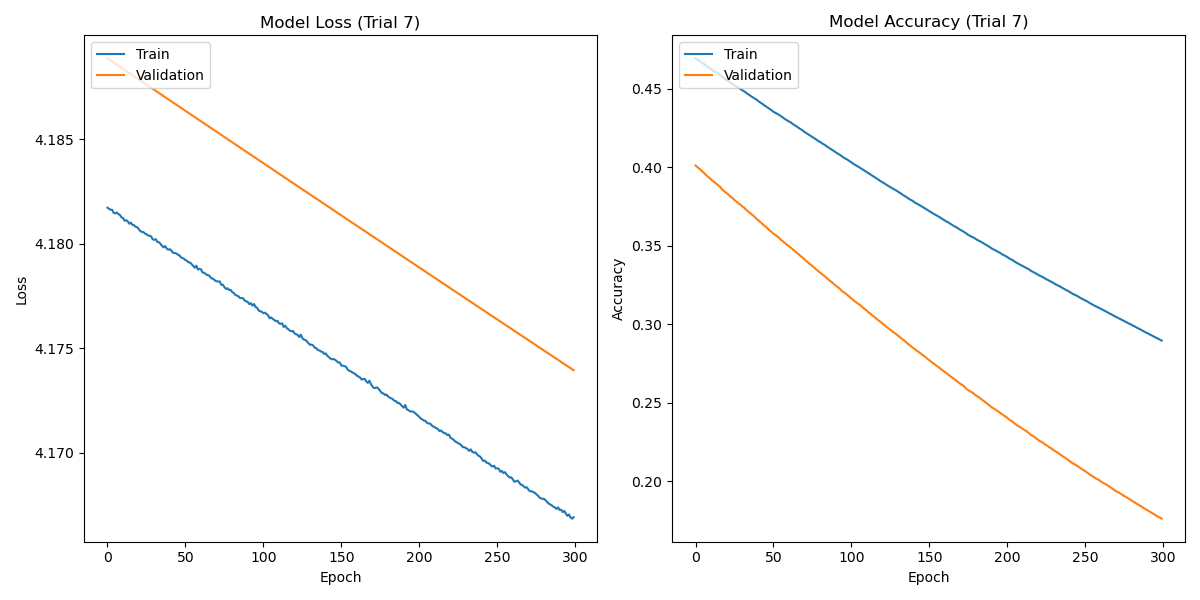 Model Loss (Trial 7)
Train
Validation
4.185
4.180
4.175
4.170
Loss
0
50
100
150
200
250
300
Epoch
Model Accuracy (Trial 7)
Train
Validation
0.45
0.40
0.35
0.30
0.25
0.20
Accuracy
0
50
100
150
200
250
300
Epoch